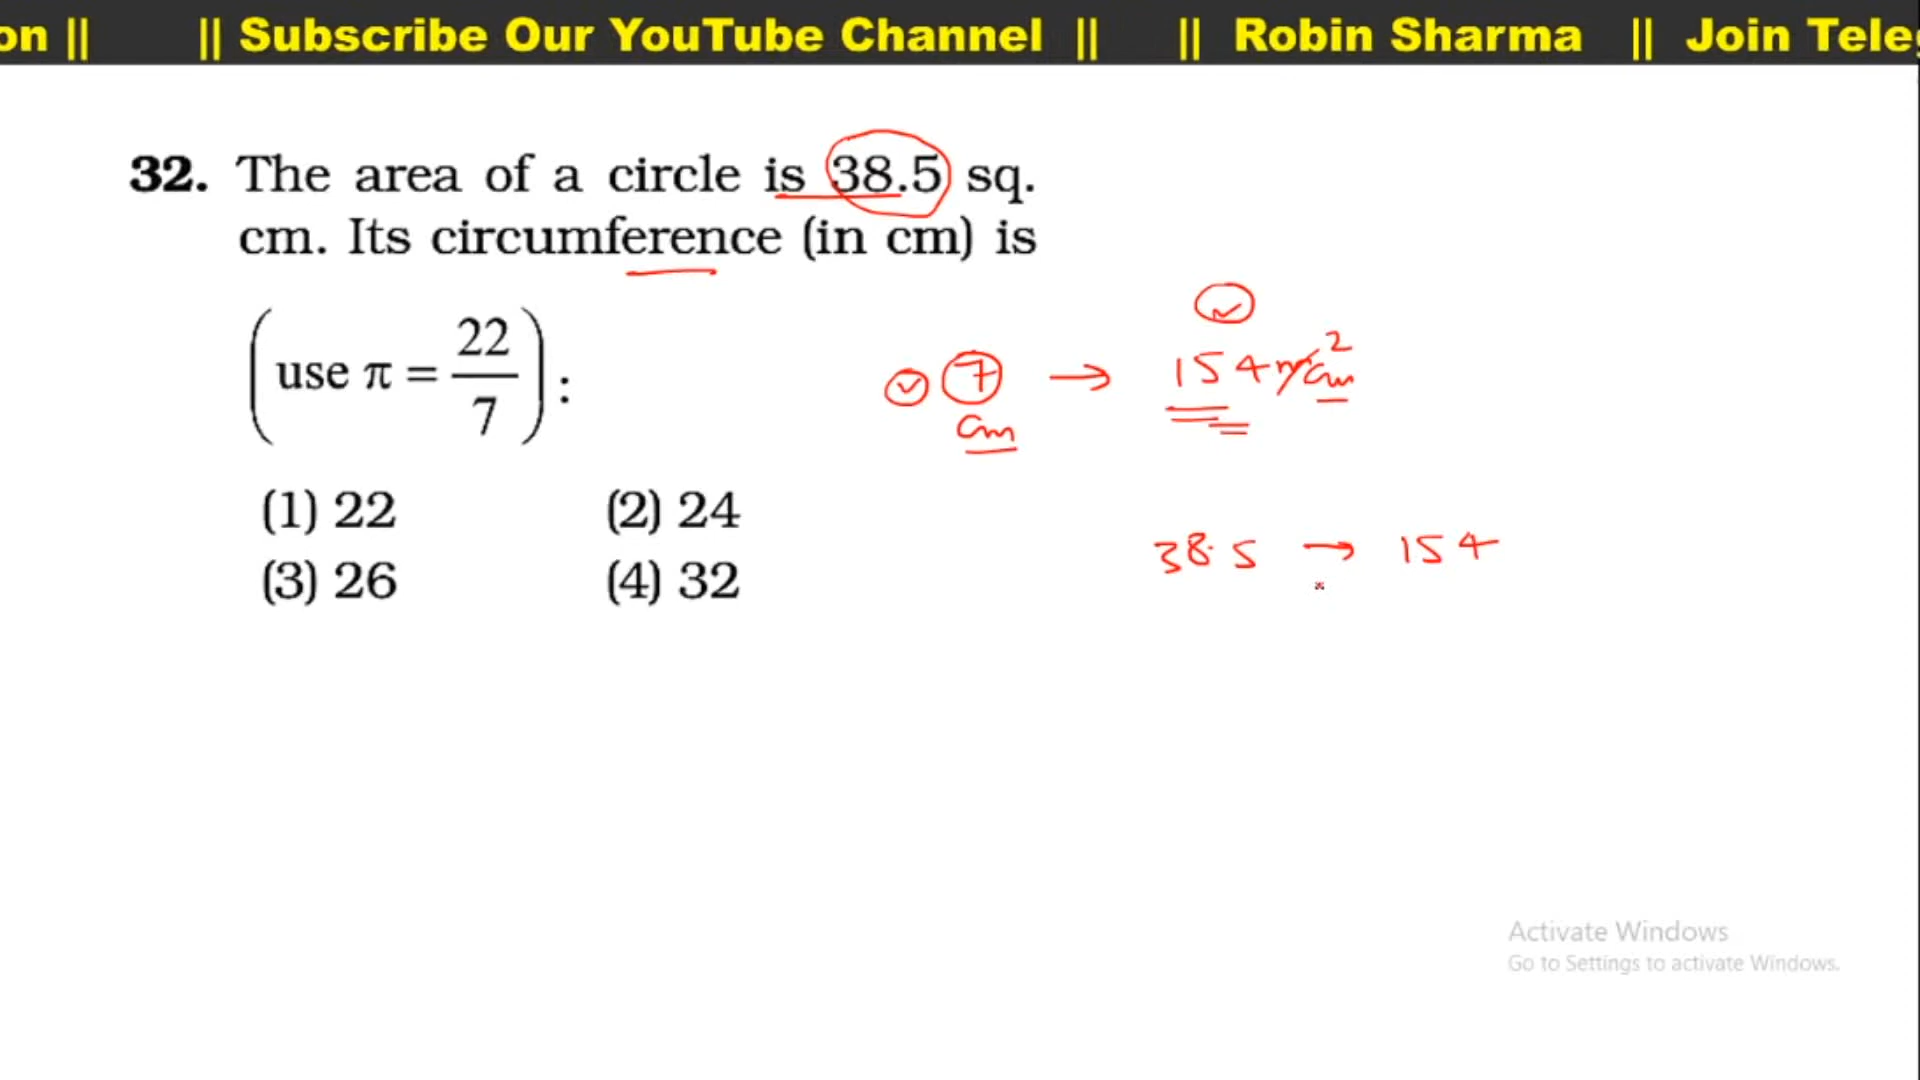 on ||    || Subscribe Our YouTube Channel ||    || Robin Sharma || Join Tele
32. The area of a circle is 38.5 sq.
cm. Its circumference (in cm) is
(use π = 22/7) :
7 cm → 154 cm²
(1) 22 (2) 24
(3) 26 (4) 32
38.5 → 154
Activate Windows
Go to Settings to activate Windows.